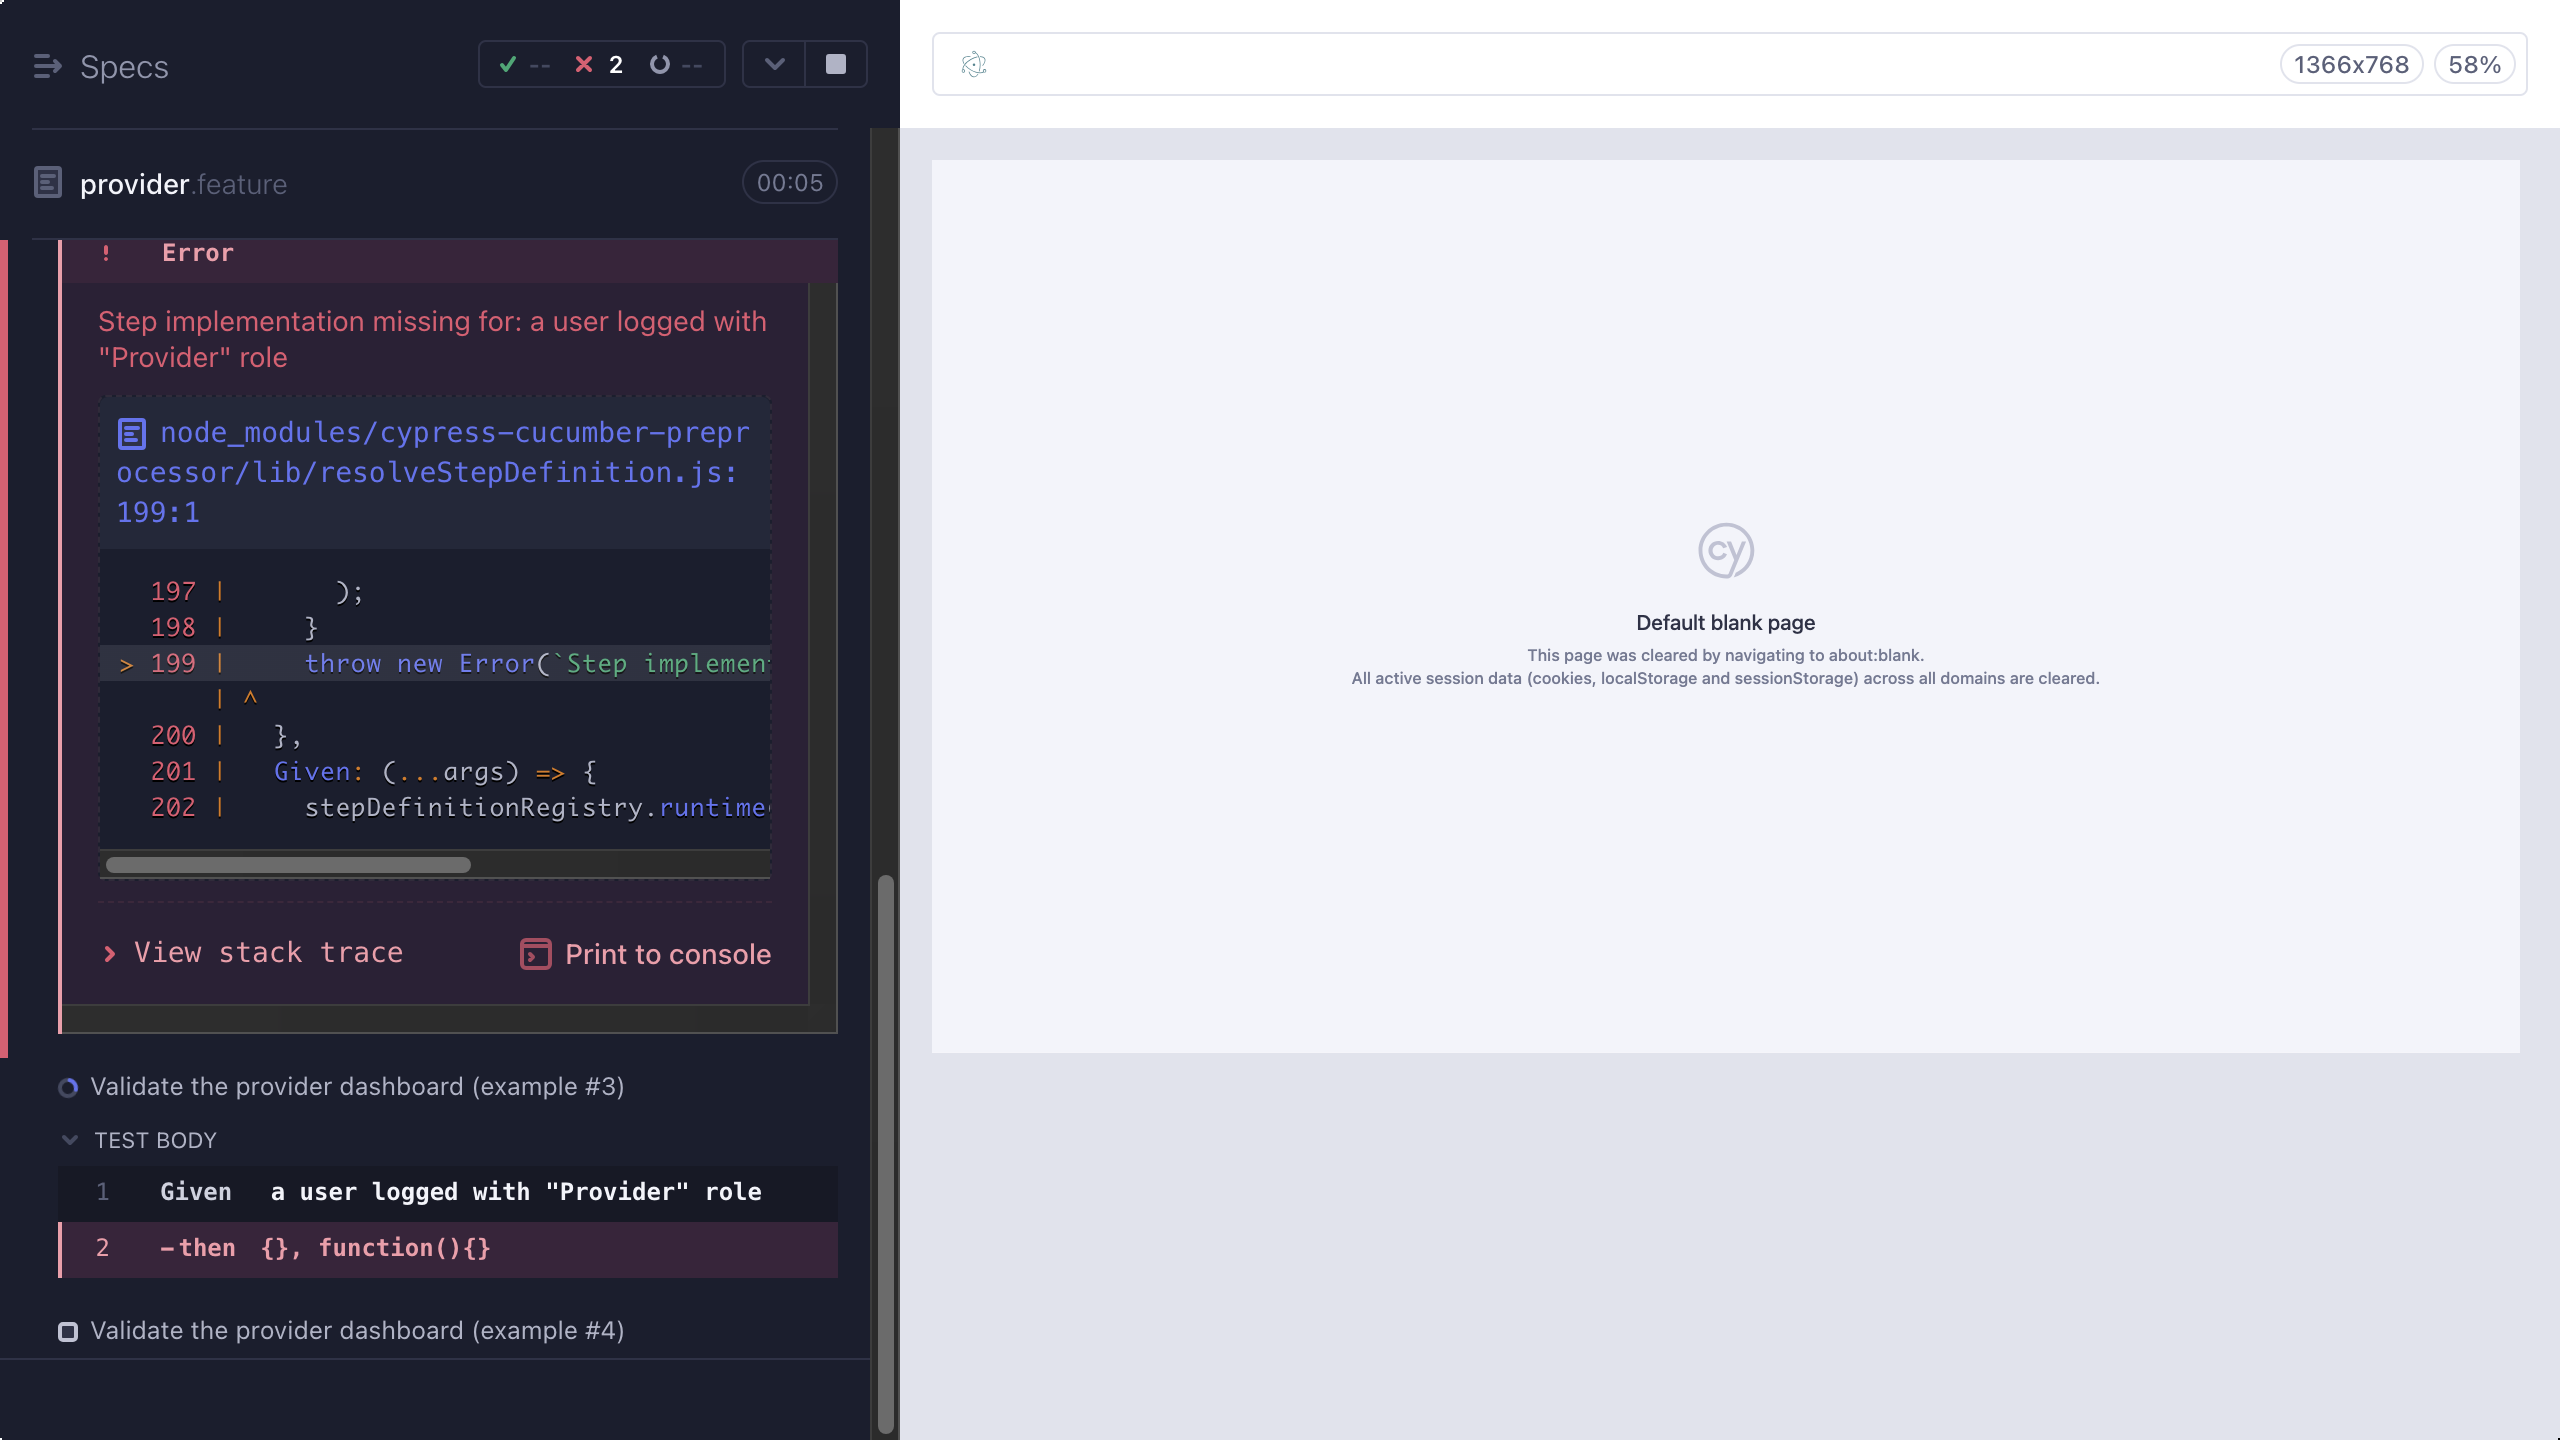 Specs
--
2
--
provider.feature
00:05
! Error
Step implementation missing for: a user logged with
"Provider" role
node_modules/cypress-cucumber-prepr
ocessor/lib/resolveStepDefinition.js:
199:1
197 | );
198 | }
> 199 | throw new Error(`Step implemen
| ^
200 | },
201 | Given: (...args) => {
202 | stepDefinitionRegistry.runtime
View stack trace
Print to console
Validate the provider dashboard (example #3)
TEST BODY
1 Given a user logged with "Provider" role
2 -then {}, function(){}
Validate the provider dashboard (example #4)
1366x768
58%
cy
Default blank page
This page was cleared by navigating to about:blank.
All active session data (cookies, localStorage and sessionStorage) across all domains are cleared.